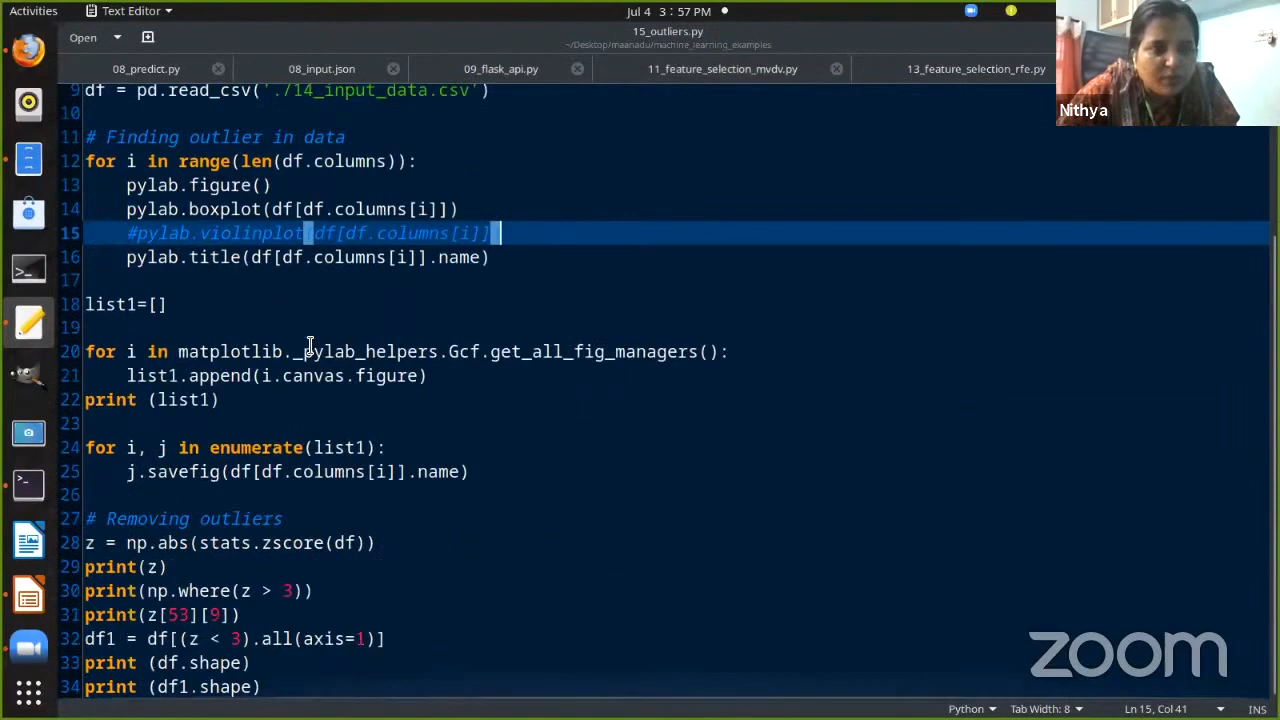 Activities
Text Editor
Jul 4 3:57 PM
Open
15_outliers.py
~/Desktop/maanadu/machine_learning_examples
08_predict.py
08_input.json
09_flask_api.py
11_feature_selection_mvdv.py
13_feature_selection_rfe.py
Nithya
9 df = pd.read_csv('./14_input_data.csv')
10
11 # Finding outlier in data
12 for i in range(len(df.columns)):
13 pylab.figure()
14 pylab.boxplot(df[df.columns[i]])
15 #pylab.violinplot(df[df.columns[i]])
16 pylab.title(df[df.columns[i]].name)
17
18 list1=[]
19
20 for i in matplotlib._pylab_helpers.Gcf.get_all_fig_managers():
21 list1.append(i.canvas.figure)
22 print (list1)
23
24 for i, j in enumerate(list1):
25 j.savefig(df[df.columns[i]].name)
26
27 # Removing outliers
28 z = np.abs(stats.zscore(df))
29 print(z)
30 print(np.where(z > 3))
31 print(z[53][9])
32 df1 = df[(z < 3).all(axis=1)]
33 print (df.shape)
34 print (df1.shape)
zoom
Python
Tab Width: 8
Ln 15, Col 41
INS